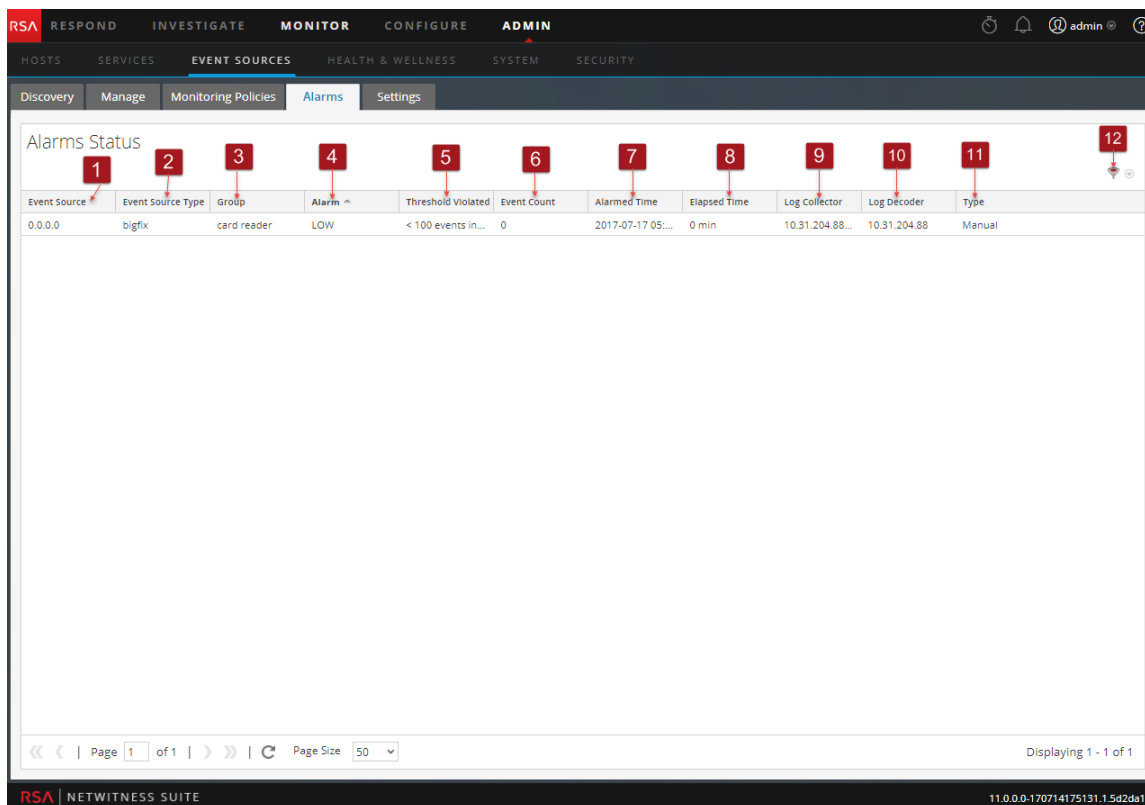 RSA RESPOND INVESTIGATE MONITOR CONFIGURE ADMIN admin ?
HOSTS SERVICES EVENT SOURCES HEALTH & WELLNESS SYSTEM SECURITY
Discovery Manage Monitoring Policies Alarms Settings
Alarms Status
1 2 3 4 5 6 7 8 9 10 11 12
Event Source Event Source Type Group Alarm Threshold Violated Event Count Alarmed Time Elapsed Time Log Collector Log Decoder Type
0.0.0.0 bigfix card reader LOW < 100 events in... 0 2017-07-17 05:... 0 min 10.31.204.88... 10.31.204.88 Manual
Page 1 of 1 Page Size 50 Displaying 1 - 1 of 1
RSA NETWITNESS SUITE 11.0.0.0-170714175131.1.5d2da1